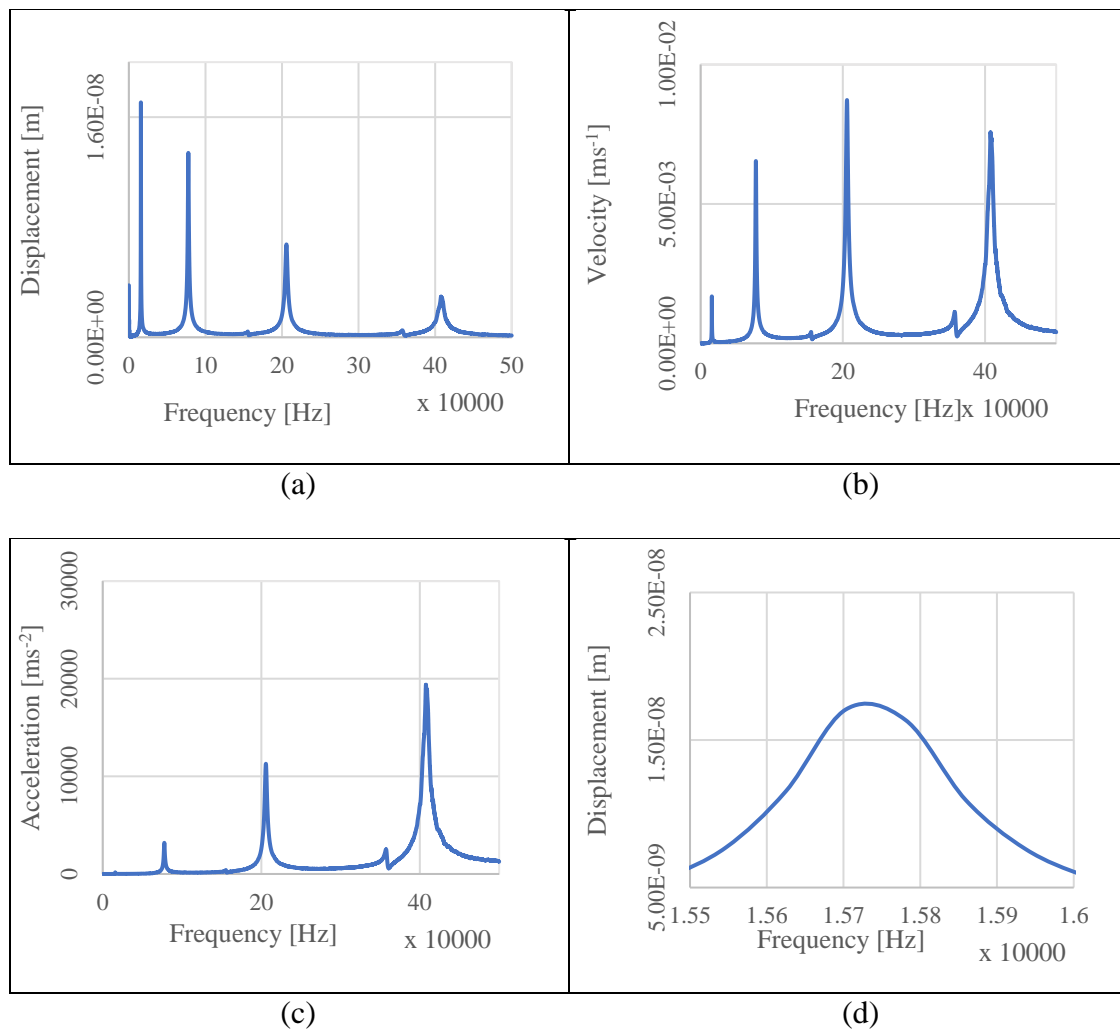 Displacement [m]
1.60E-08
0.00E+00
0 10 20 30 40 50
Frequency [Hz]
x 10000
(a)
Velocity [ms-1]
1.00E-02
5.00E-03
0.00E+00
0 20 40
Frequency [Hz]x 10000
(b)
Acceleration [ms-2]
30000
20000
10000
0
0 20 40
Frequency [Hz]
x 10000
(c)
Displacement [m]
2.50E-08
1.50E-08
5.00E-09
1.55 1.56 1.57 1.58 1.59 1.6
Frequency [Hz]
x 10000
(d)